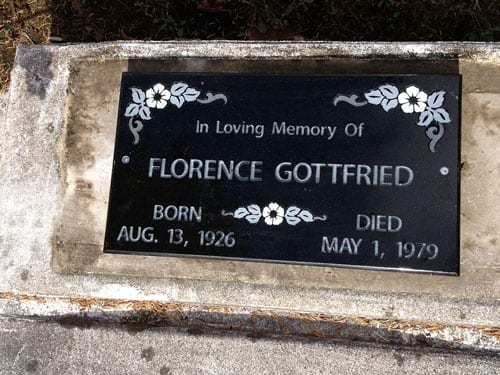 In Loving Memory Of
FLORENCE GOTTFRIED
BORN DIED
AUG. 13, 1926 MAY 1, 1979